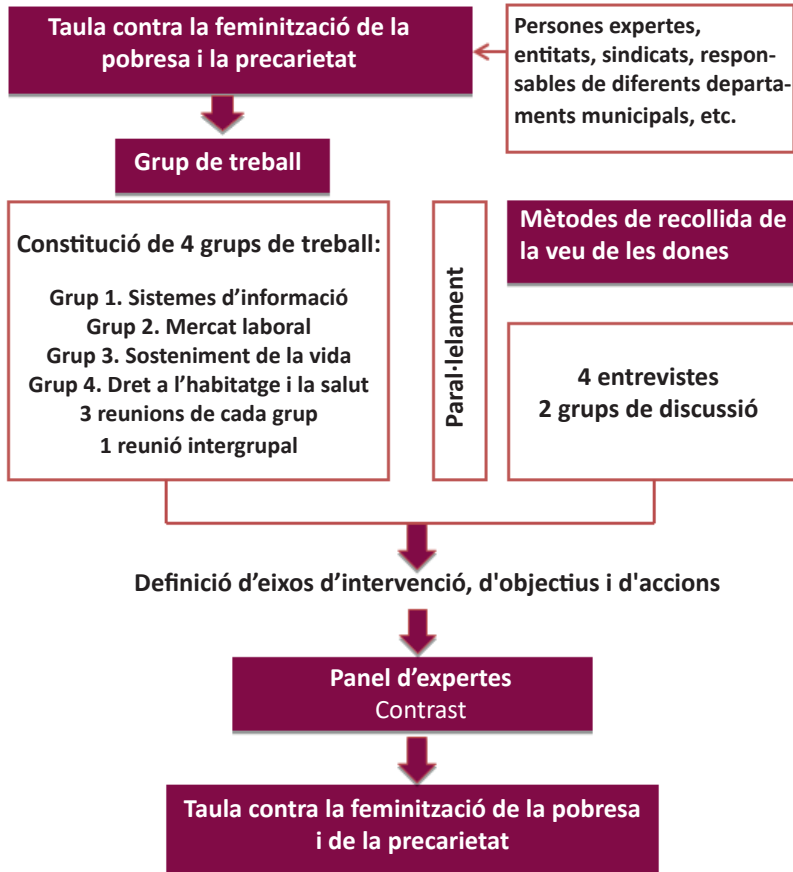 Taula contra la feminització de la
pobresa i la precarietat
Persones expertes,
entitats, sindicats, respon-
sables de diferents departa-
ments municipals, etc.
Grup de treball
Constitució de 4 grups de treball:
Grup 1. Sistemes d’informació
Grup 2. Mercat laboral
Grup 3. Sosteniment de la vida
Grup 4. Dret a l’habitatge i la salut
3 reunions de cada grup
1 reunió intergrupal
Paral·lelament
Mètodes de recollida de
la veu de les dones
4 entrevistes
2 grups de discussió
Definició d’eixos d’intervenció, d'objectius i d'accions
Panel d’expertes
Contrast
Taula contra la feminització de la pobresa
i de la precarietat